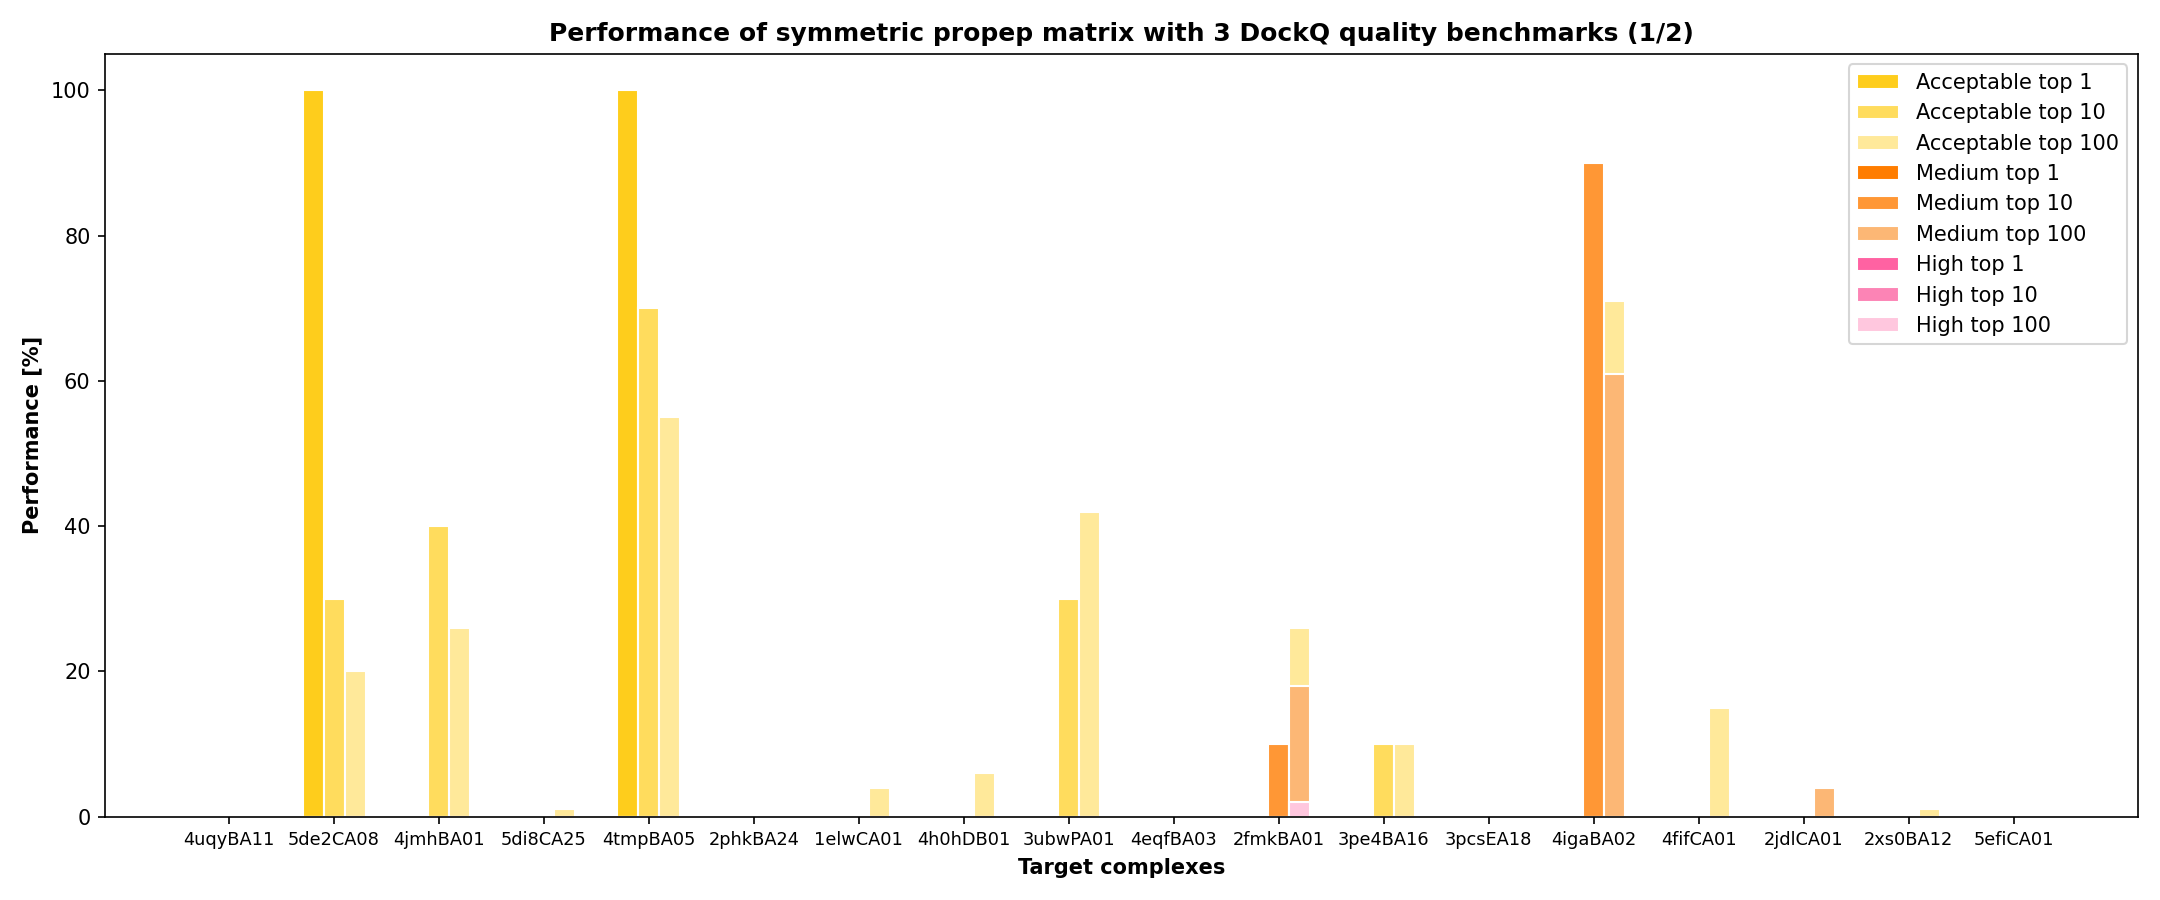 Performance of symmetric propep matrix with 3 DockQ quality benchmarks (1/2)
Performance [%]
100
80
60
40
20
0
Acceptable top 1
Acceptable top 10
Acceptable top 100
Medium top 1
Medium top 10
Medium top 100
High top 1
High top 10
High top 100
4uqyBA11 5de2CA08 4jmhBA01 5di8CA25 4tmpBA05 2phkBA24 1elwCA01 4h0hDB01 3ubwPA01 4eqfBA03 2fmkBA01 3pe4BA16 3pcsEA18 4igaBA02 4fifCA01 2jdlCA01 2xs0BA12 5efiCA01
Target complexes